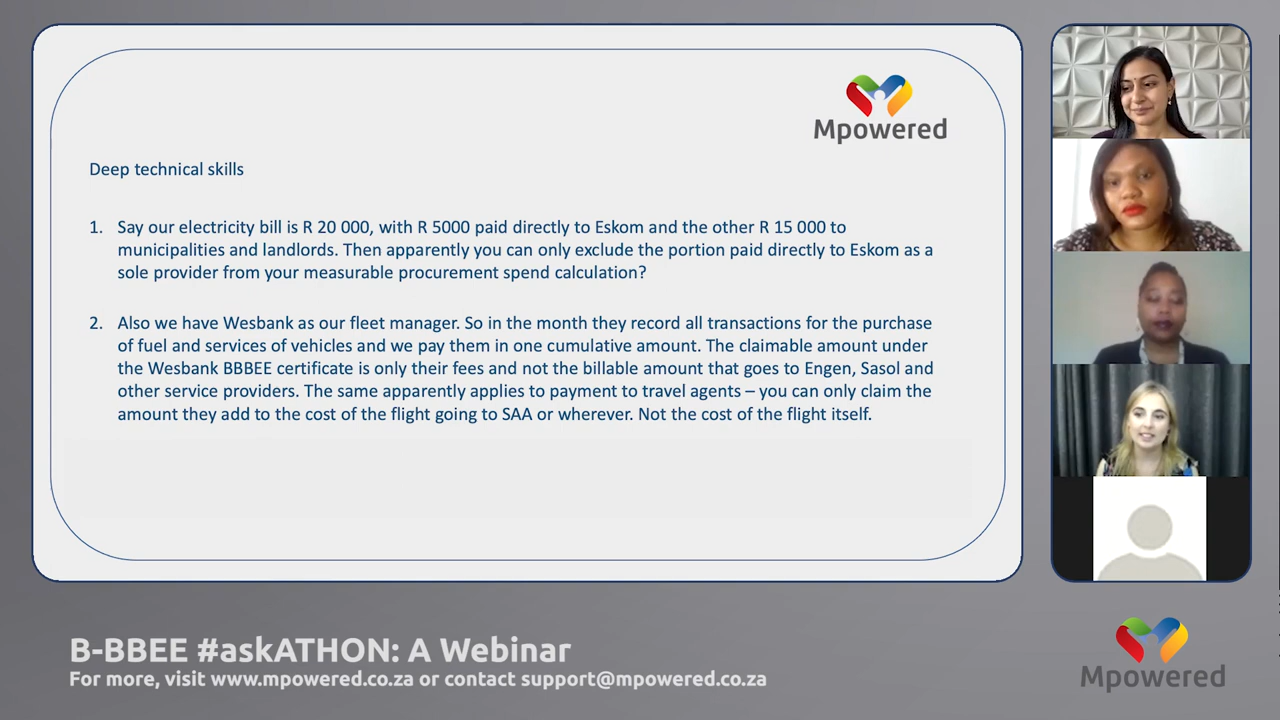 Mpowered
Deep technical skills
1. Say our electricity bill is R 20 000, with R 5000 paid directly to Eskom and the other R 15 000 to
municipalities and landlords. Then apparently you can only exclude the portion paid directly to Eskom as a
sole provider from your measurable procurement spend calculation?
2. Also we have Wesbank as our fleet manager. So in the month they record all transactions for the purchase
of fuel and services of vehicles and we pay them in one cumulative amount. The claimable amount under
the Wesbank BBBEE certificate is only their fees and not the billable amount that goes to Engen, Sasol and
other service providers. The same apparently applies to payment to travel agents – you can only claim the
amount they add to the cost of the flight going to SAA or wherever. Not the cost of the flight itself.
B-BBEE #askATHON: A Webinar
For more, visit www.mpowered.co.za or contact support@mpowered.co.za
Mpowered